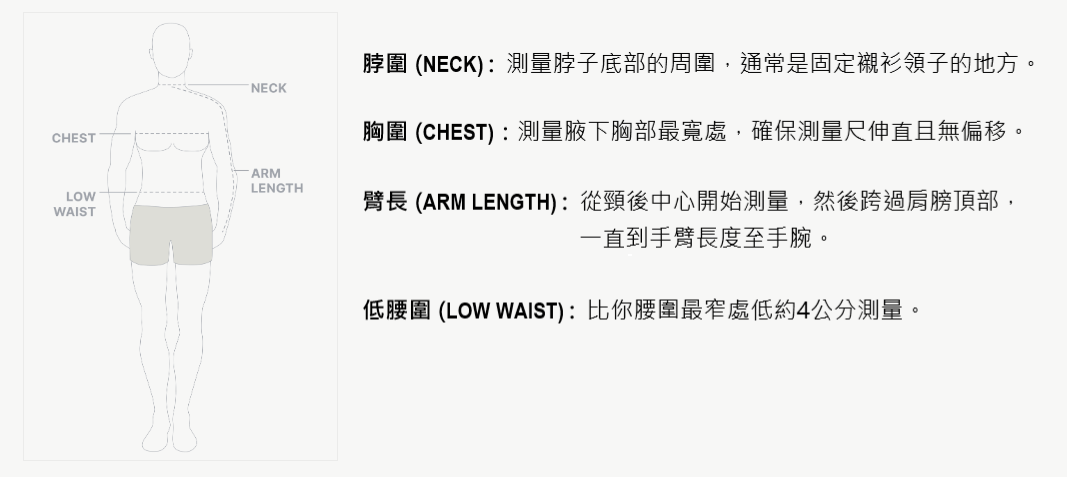 NECK
CHEST
ARM
LENGTH
LOW
WAIST
脖圍 (NECK)： 測量脖子底部的周圍，通常是固定襯衫領子的地方。
胸圍 (CHEST)：測量腋下胸部最寬處，確保測量尺伸直且無偏移。
臂長 (ARM LENGTH)： 從頸後中心開始測量，然後跨過肩膀頂部，
一直到手臂長度至手腕。
低腰圍 (LOW WAIST)： 比你腰圍最窄處低約4公分測量。